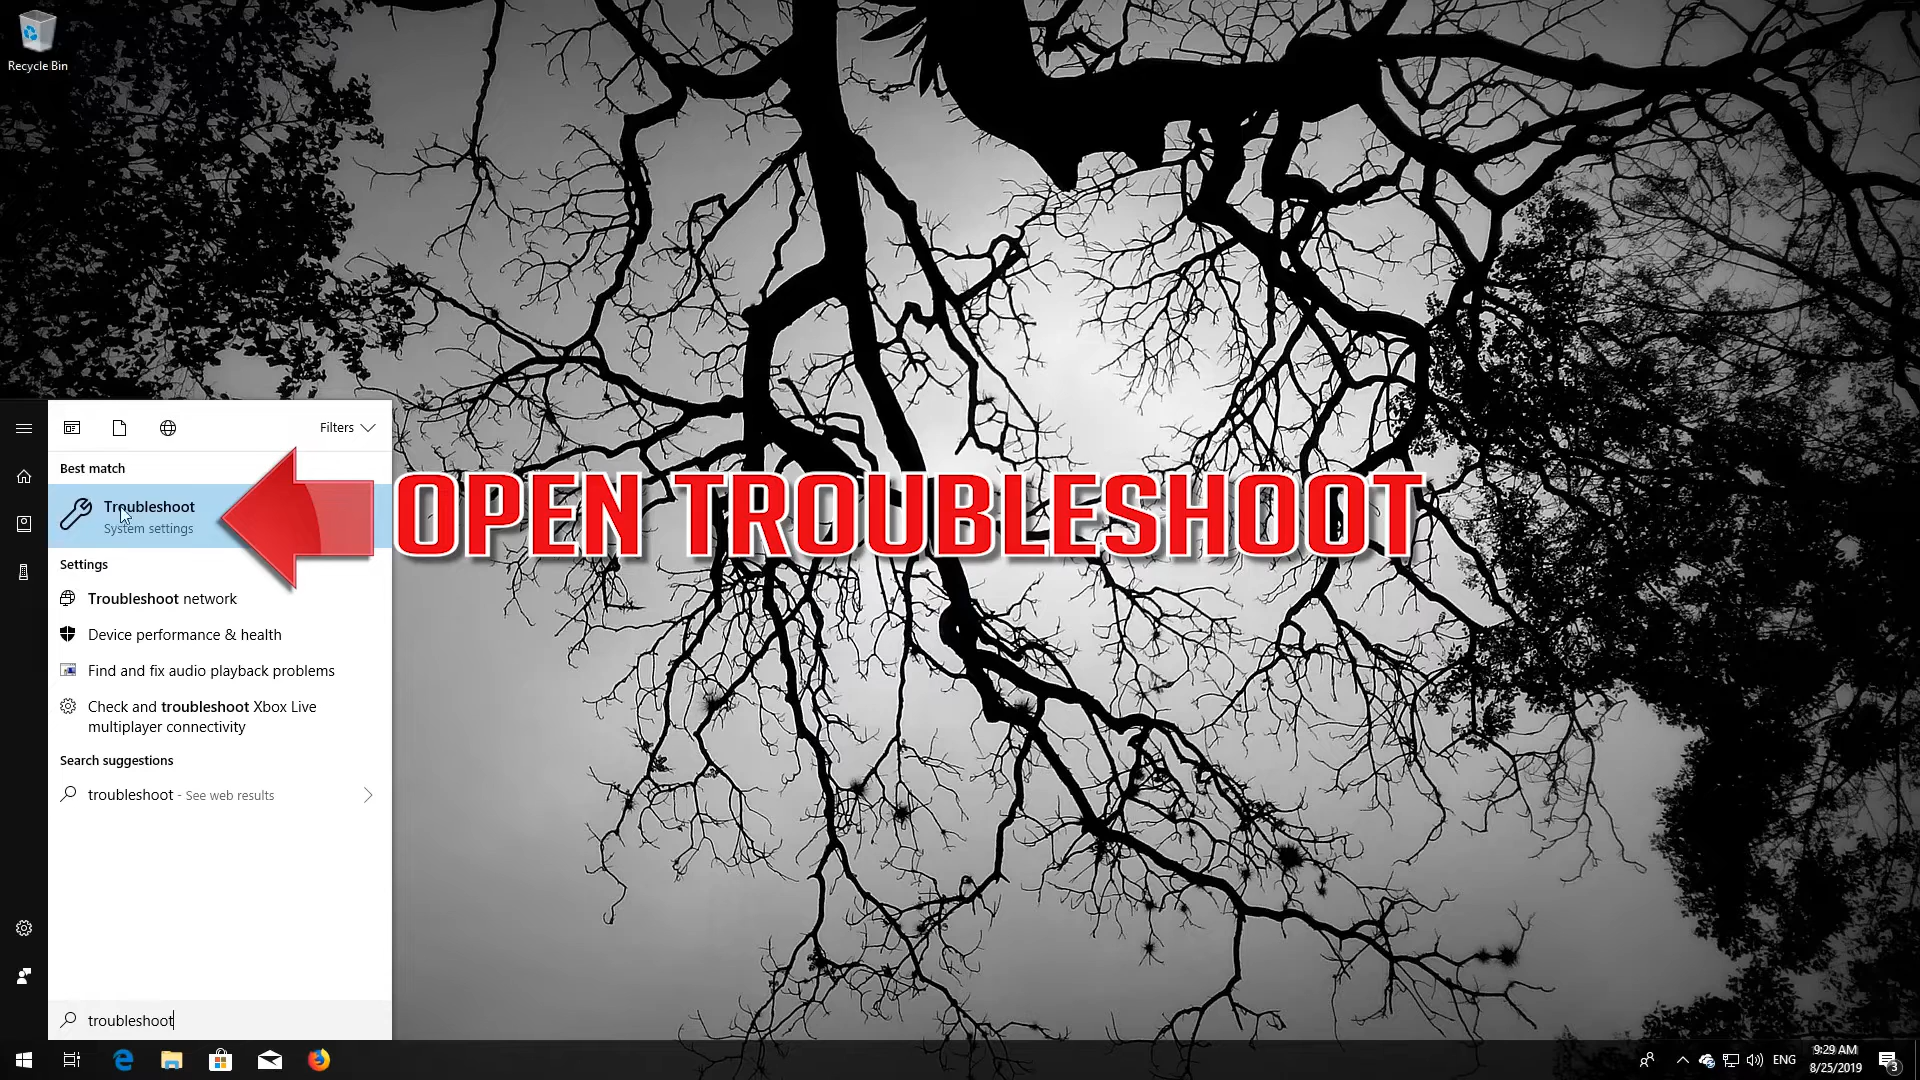 Recycle Bin
Filters
Best match
Troubleshoot
System settings
OPEN TROUBLESHOOT
Settings
Troubleshoot network
Device performance & health
Find and fix audio playback problems
Check and troubleshoot Xbox Live
multiplayer connectivity
Search suggestions
troubleshoot - See web results
troubleshoot
ENG
9:29 AM
8/25/2019
3